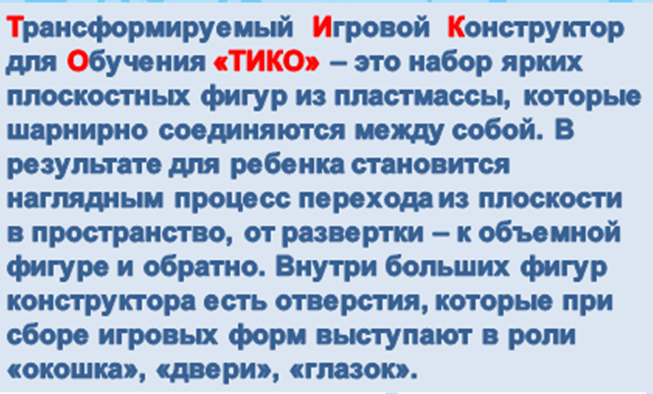 Трансформируемый Игровой Конструктор
для Обучения «ТИКО» – это набор ярких
плоскостных фигур из пластмассы, которые
шарнирно соединяются между собой. В
результате для ребенка становится
наглядным процесс перехода из плоскости
в пространство, от развертки – к объемной
фигуре и обратно. Внутри больших фигур
конструктора есть отверстия, которые при
сборе игровых форм выступают в роли
«окошка», «двери», «глазок».